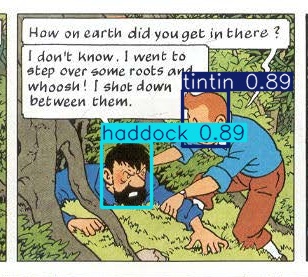 How on earth did you get in there?
I don't know. I went to
step over some roots and
whoosh! I shot down
between them.
tintin 0.89
haddock 0.89